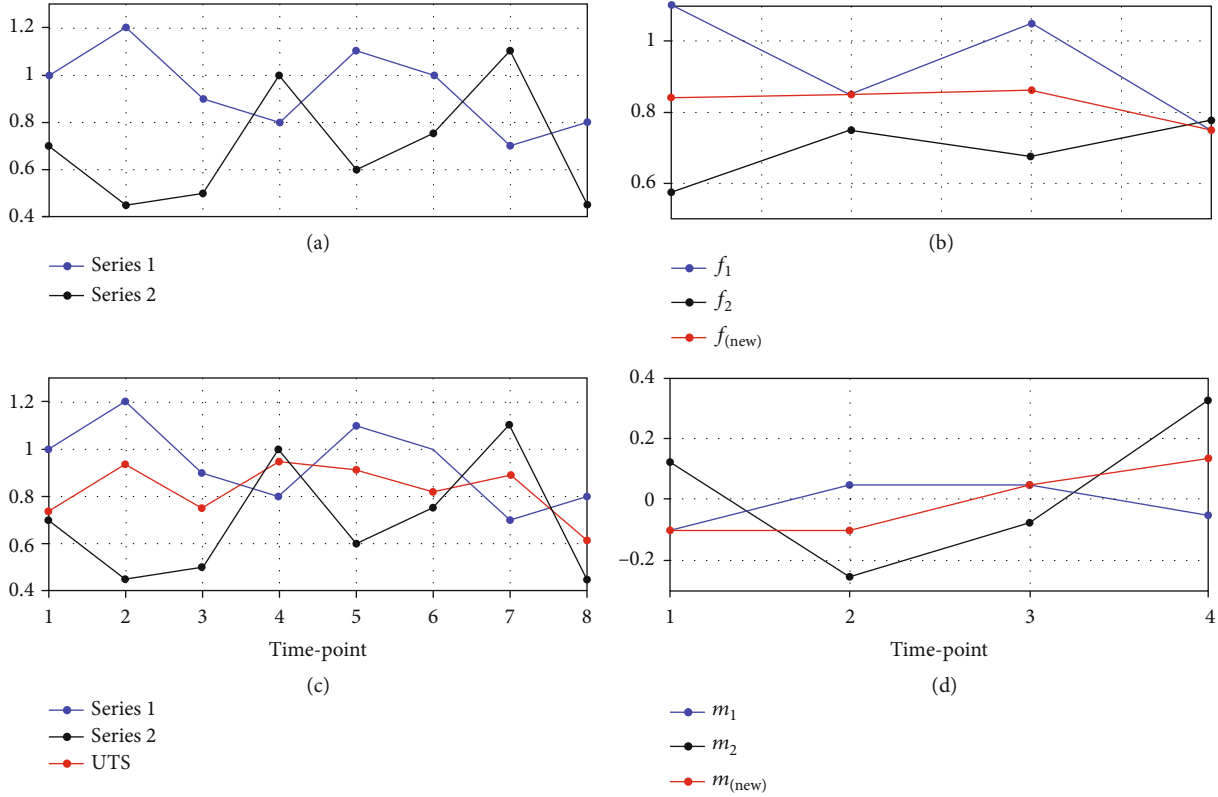 1.2
1
0.8
0.6
0.4
(a)
Series 1
Series 2
1
0.8
0.6
(b)
f1
f2
f(new)
1.2
1
0.8
0.6
0.4
1 2 3 4 5 6 7 8
Time-point
(c)
Series 1
Series 2
UTS
0.4
0.2
0
−0.2
1 2 3 4
Time-point
(d)
m1
m2
m(new)